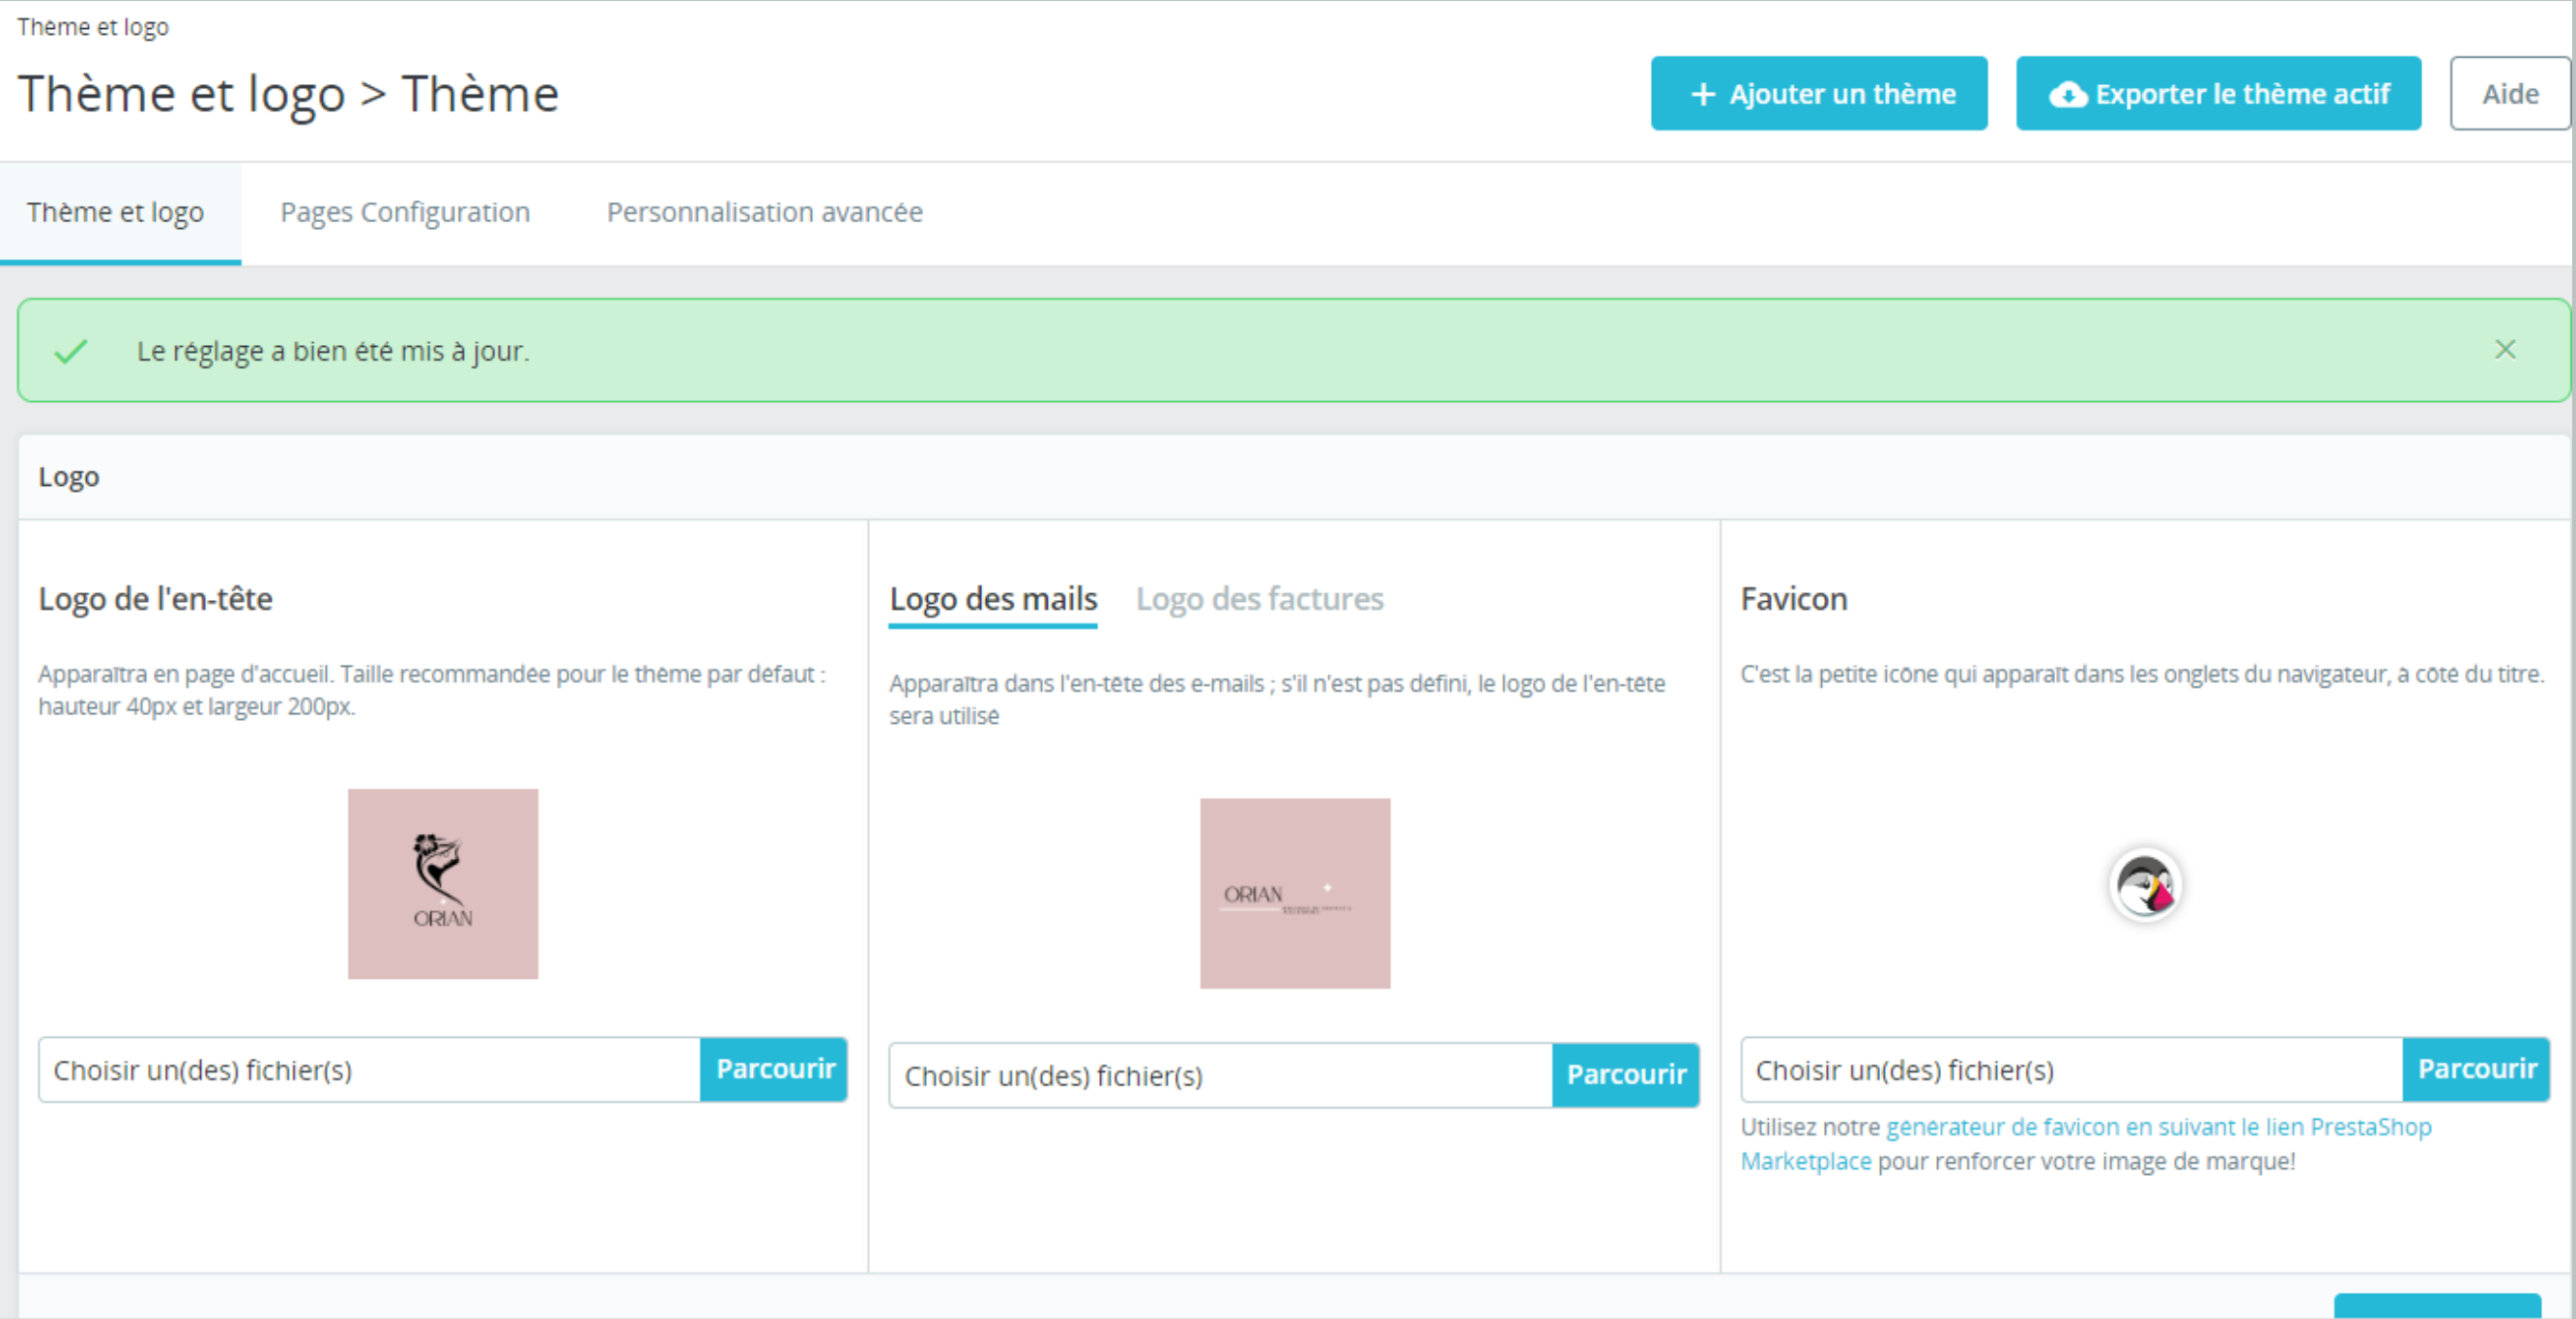 Thème et logo
Thème et logo > Thème
+ Ajouter un thème
Exporter le thème actif
Aide
Thème et logo
Pages Configuration
Personnalisation avancée
Le réglage a bien été mis à jour.
Logo
Logo de l'en-tête
Apparaîtra en page d'accueil. Taille recommandée pour le thème par défaut :
hauteur 40px et largeur 200px.
ORIAN
Choisir un(des) fichier(s)
Parcourir
Logo des mails
Logo des factures
Apparaîtra dans l'en-tête des e-mails ; s'il n'est pas défini, le logo de l'en-tête
sera utilisé
ORIAN
Choisir un(des) fichier(s)
Parcourir
Favicon
C'est la petite icône qui apparaît dans les onglets du navigateur, à côté du titre.
Choisir un(des) fichier(s)
Parcourir
Utilisez notre générateur de favicon en suivant le lien PrestaShop
Marketplace pour renforcer votre image de marque!